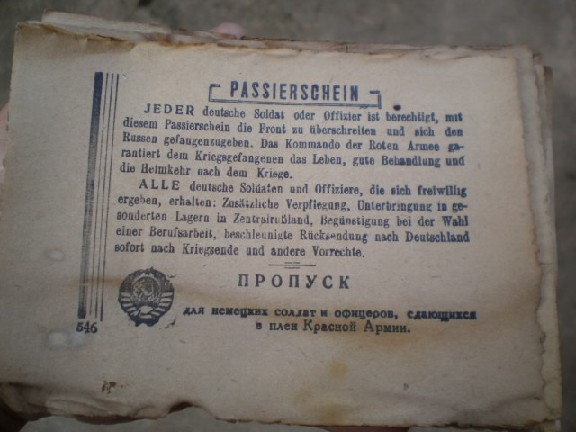 PASSIERSCHEIN
JEDER deutsche Soldat oder Offizier ist berechtigt, mit
diesem Passierschein die Front zu überschreiten und sich den
Russen gefangenzugeben. Das Kommando der Roten Armee ga-
rantiert dem Kriegsgefangenen das Leben, gute Behandlung und
die Heimkehr nach dem Kriege.
ALLE deutsche Soldaten und Offiziere, die sich freiwillig
ergeben, erhalten: Zusätzliche Verpflegung, Unterbringung in ge-
sonderten Lagern in Zentralrußland, Begünstigung bei der Wahl
einer Berufsarbeit, beschleunigte Rücksendung nach Deutschland
sofort nach Kriegsende und andere Vorrechte.
ПРОПУСК
для немецких солдат и офицеров, сдающихся
в плен Красной Армии.
546